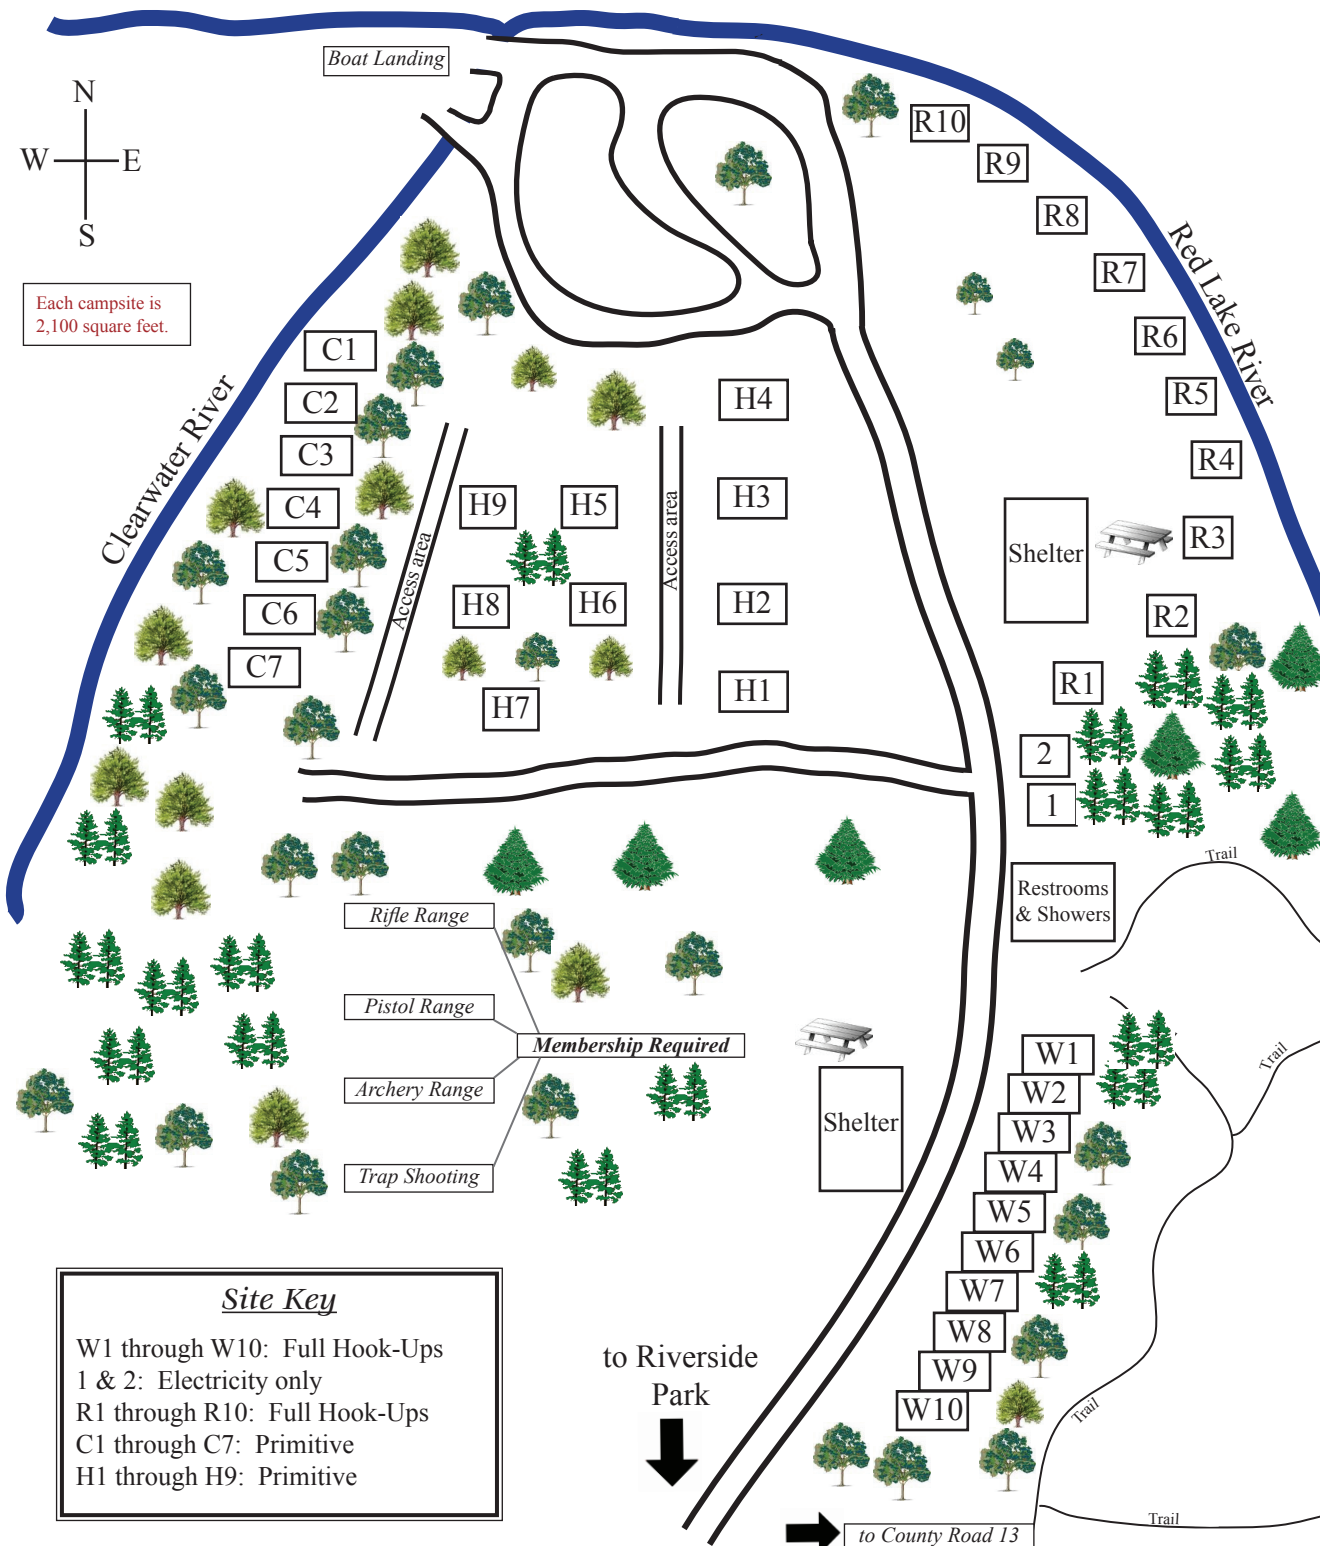 Boat Landing
N
W
E
S
Each campsite is
2,100 square feet.
Clearwater River
Red Lake River
R10
R9
R8
R7
R6
R5
R4
R3
R2
R1
2
1
C1
C2
C3
C4
C5
C6
C7
Access area
H9
H5
H8
H6
H7
Access area
H4
H3
H2
H1
Shelter
Restrooms
& Showers
Trail
Trail
Rifle Range
Pistol Range
Membership Required
Archery Range
Trap Shooting
Shelter
W1
W2
W3
W4
W5
W6
W7
W8
W9
W10
Trail
Trail
Site Key
W1 through W10: Full Hook-Ups
1 & 2: Electricity only
R1 through R10: Full Hook-Ups
C1 through C7: Primitive
H1 through H9: Primitive
to Riverside
Park
to County Road 13